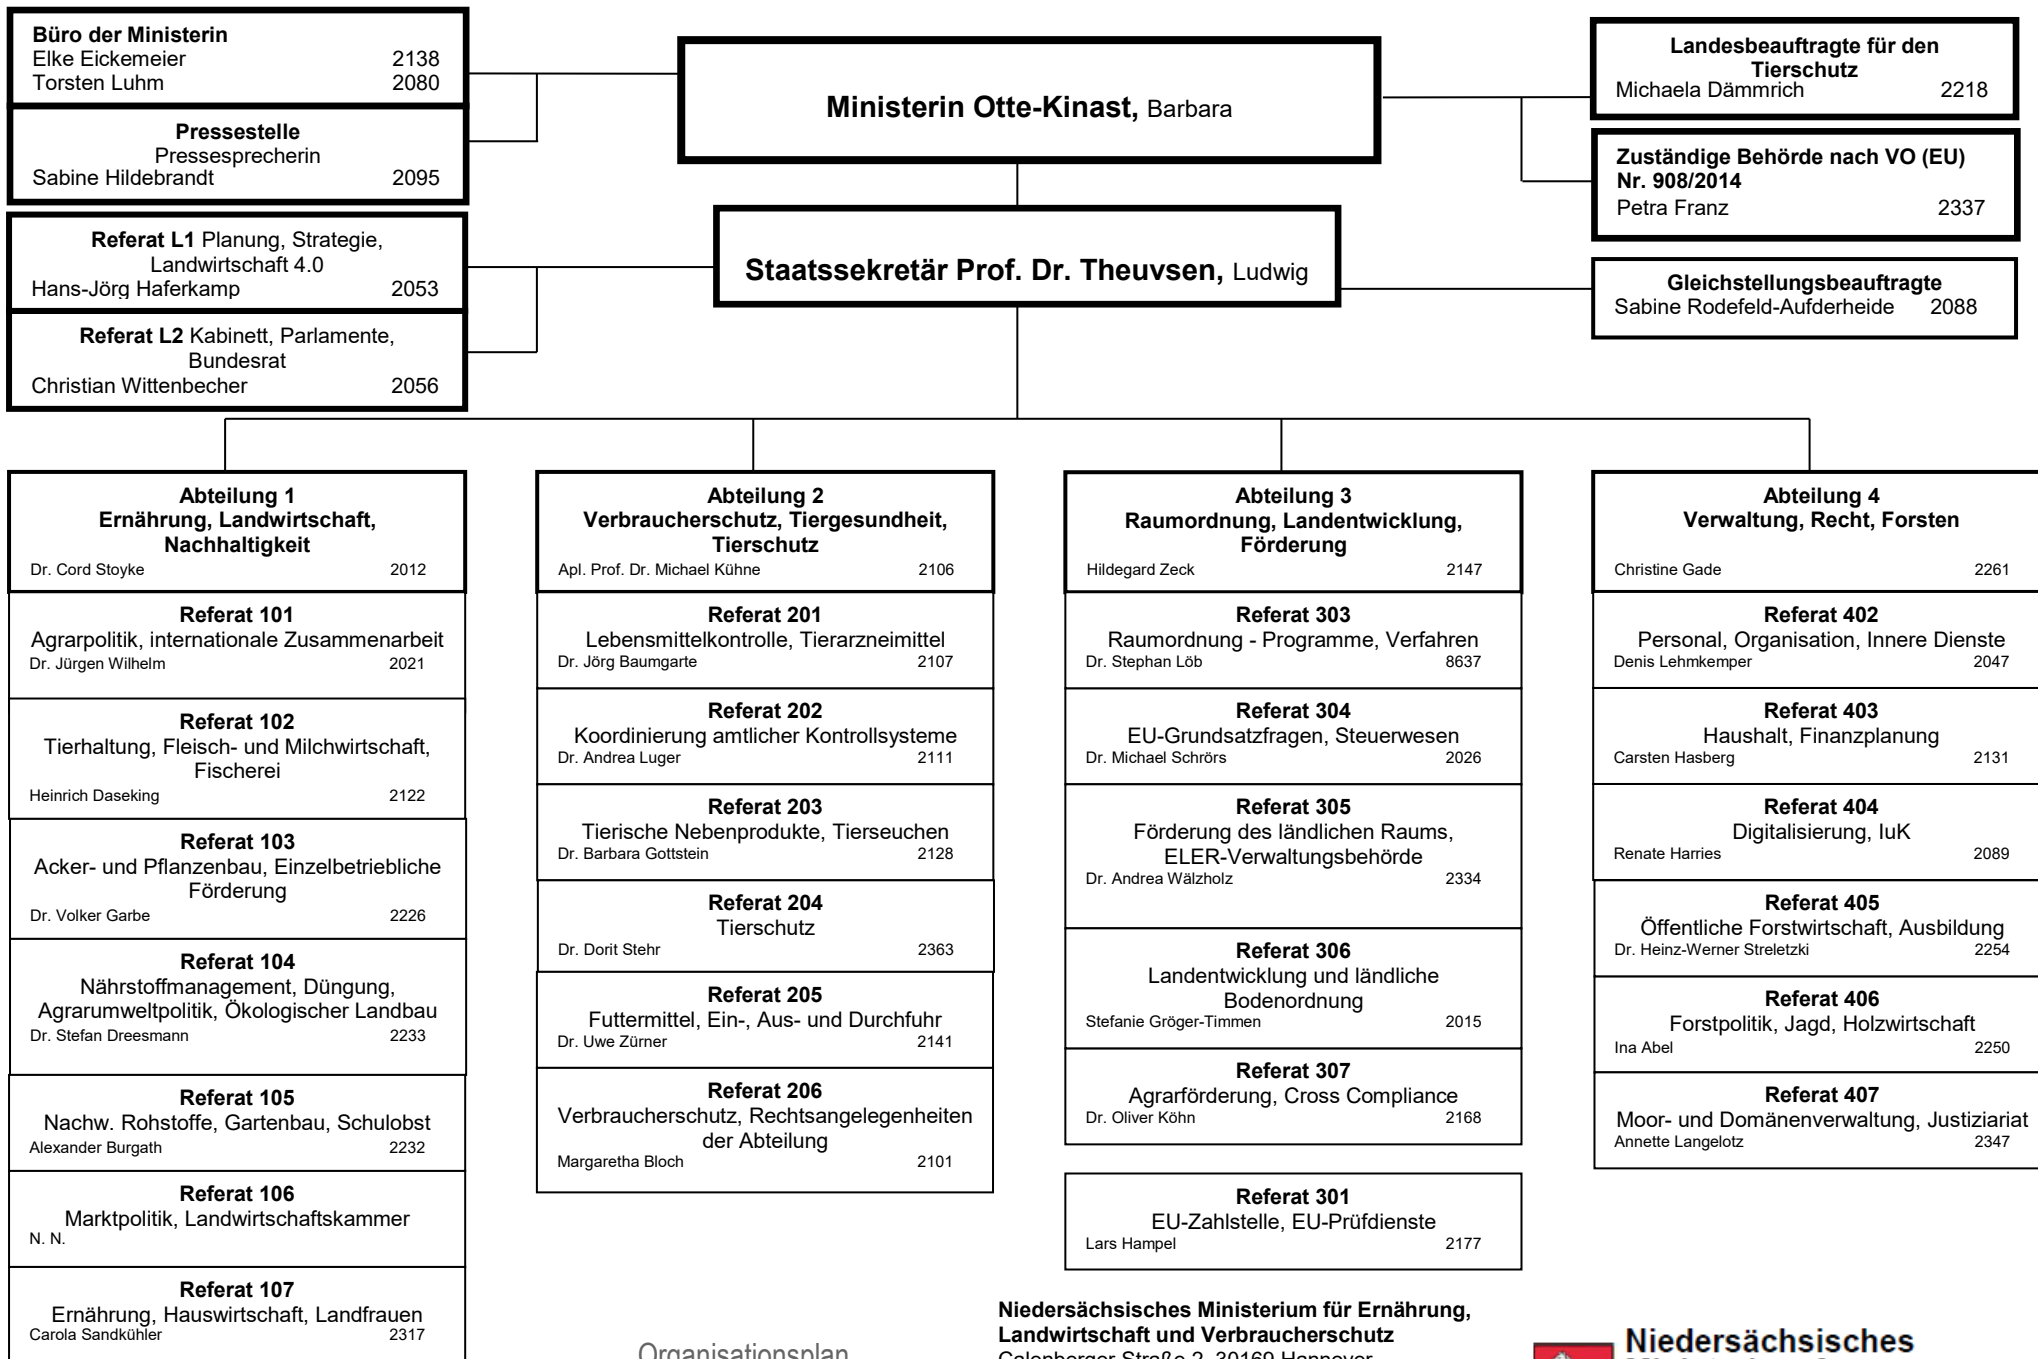 Büro der Ministerin
Elke Eickemeier 2138
Torsten Luhm 2080
Pressestelle
Pressesprecherin
Sabine Hildebrandt 2095
Referat L1 Planung, Strategie,
Landwirtschaft 4.0
Hans-Jörg Haferkamp 2053
Referat L2 Kabinett, Parlamente,
Bundesrat
Christian Wittenbecher 2056
Ministerin Otte-Kinast, Barbara
Staatssekretär Prof. Dr. Theuvsen, Ludwig
Landesbeauftragte für den
Tierschutz
Michaela Dämmrich 2218
Zuständige Behörde nach VO (EU)
Nr. 908/2014
Petra Franz 2337
Gleichstellungsbeauftragte
Sabine Rodefeld-Aufderheide 2088
Abteilung 1
Ernährung, Landwirtschaft,
Nachhaltigkeit
Dr. Cord Stoyke 2012
Referat 101
Agrarpolitik, internationale Zusammenarbeit
Dr. Jürgen Wilhelm 2021
Referat 102
Tierhaltung, Fleisch- und Milchwirtschaft,
Fischerei
Heinrich Daseking 2122
Referat 103
Acker- und Pflanzenbau, Einzelbetriebliche
Förderung
Dr. Volker Garbe 2226
Referat 104
Nährstoffmanagement, Düngung,
Agrarumweltpolitik, Ökologischer Landbau
Dr. Stefan Dreesmann 2233
Referat 105
Nachw. Rohstoffe, Gartenbau, Schulobst
Alexander Burgath 2232
Referat 106
Marktpolitik, Landwirtschaftskammer
N. N.
Referat 107
Ernährung, Hauswirtschaft, Landfrauen
Carola Sandkühler 2317
Abteilung 2
Verbraucherschutz, Tiergesundheit,
Tierschutz
Apl. Prof. Dr. Michael Kühne 2106
Referat 201
Lebensmittelkontrolle, Tierarzneimittel
Dr. Jörg Baumgarte 2107
Referat 202
Koordinierung amtlicher Kontrollsysteme
Dr. Andrea Luger 2111
Referat 203
Tierische Nebenprodukte, Tierseuchen
Dr. Barbara Gottstein 2128
Referat 204
Tierschutz
Dr. Dorit Stehr 2363
Referat 205
Futtermittel, Ein-, Aus- und Durchfuhr
Dr. Uwe Zürner 2141
Referat 206
Verbraucherschutz, Rechtsangelegenheiten
der Abteilung
Margaretha Bloch 2101
Abteilung 3
Raumordnung, Landentwicklung,
Förderung
Hildegard Zeck 2147
Referat 303
Raumordnung - Programme, Verfahren
Dr. Stephan Löb 8637
Referat 304
EU-Grundsatzfragen, Steuerwesen
Dr. Michael Schrörs 2026
Referat 305
Förderung des ländlichen Raums,
ELER-Verwaltungsbehörde
Dr. Andrea Wälzholz 2334
Referat 306
Landentwicklung und ländliche
Bodenordnung
Stefanie Gröger-Timmen 2015
Referat 307
Agrarförderung, Cross Compliance
Dr. Oliver Köhn 2168
Referat 301
EU-Zahlstelle, EU-Prüfdienste
Lars Hampel 2177
Abteilung 4
Verwaltung, Recht, Forsten
Christine Gade 2261
Referat 402
Personal, Organisation, Innere Dienste
Denis Lehmkemper 2047
Referat 403
Haushalt, Finanzplanung
Carsten Hasberg 2131
Referat 404
Digitalisierung, IuK
Renate Harries 2089
Referat 405
Öffentliche Forstwirtschaft, Ausbildung
Dr. Heinz-Werner Streletzki 2254
Referat 406
Forstpolitik, Jagd, Holzwirtschaft
Ina Abel 2250
Referat 407
Moor- und Domänenverwaltung, Justiziariat
Annette Langelotz 2347
Organisationsplan
Niedersächsisches Ministerium für Ernährung,
Landwirtschaft und Verbraucherschutz
Calenberger Straße 2, 30169 Hannover
Niedersächsisches